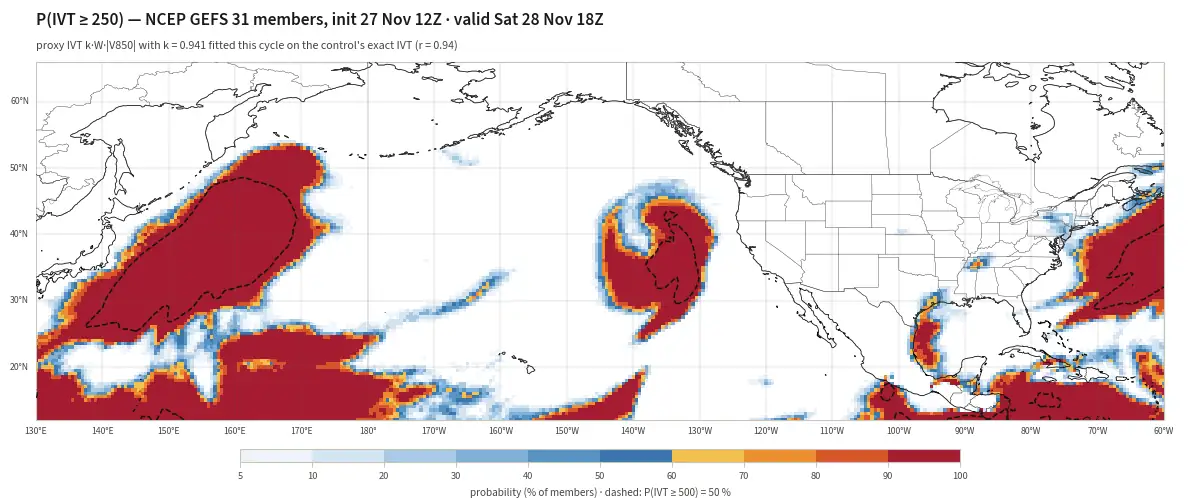 P(IVT ≥ 250) — NCEP GEFS 31 members, init 27 Nov 12Z · valid Sat 28 Nov 18Z
proxy IVT k·W·|V850| with k = 0.941 fitted this cycle on the control's exact IVT (r = 0.94)
60°N
50°N
40°N
30°N
20°N
130°E 140°E 150°E 160°E 170°E 180° 170°W 160°W 150°W 140°W 130°W 120°W 110°W 100°W 90°W 80°W 70°W 60°W
5 10 20 30 40 50 60 70 80 90 100
probability (% of members) · dashed: P(IVT ≥ 500) = 50 %